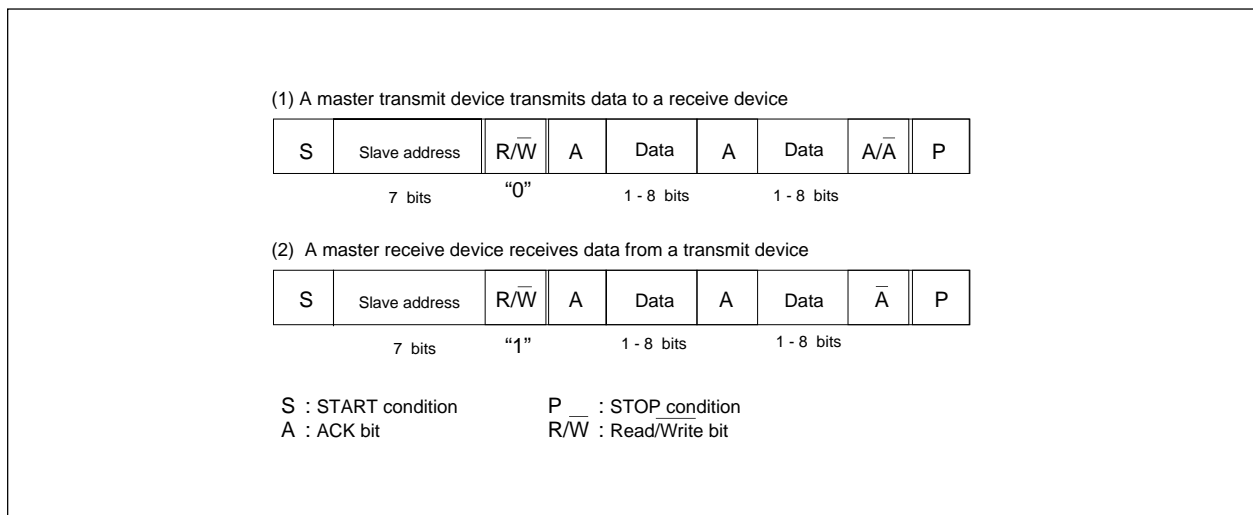 (1) A master transmit device transmits data to a receive device
S Slave address R/W̅ A Data A Data A/A̅ P
7 bits “0” 1 - 8 bits 1 - 8 bits
(2) A master receive device receives data from a transmit device
S Slave address R/W̅ A Data A Data A̅ P
7 bits “1” 1 - 8 bits 1 - 8 bits
S : START condition P : STOP condition
A : ACK bit R/W̅ : Read/W̅r̅i̅t̅e̅ bit